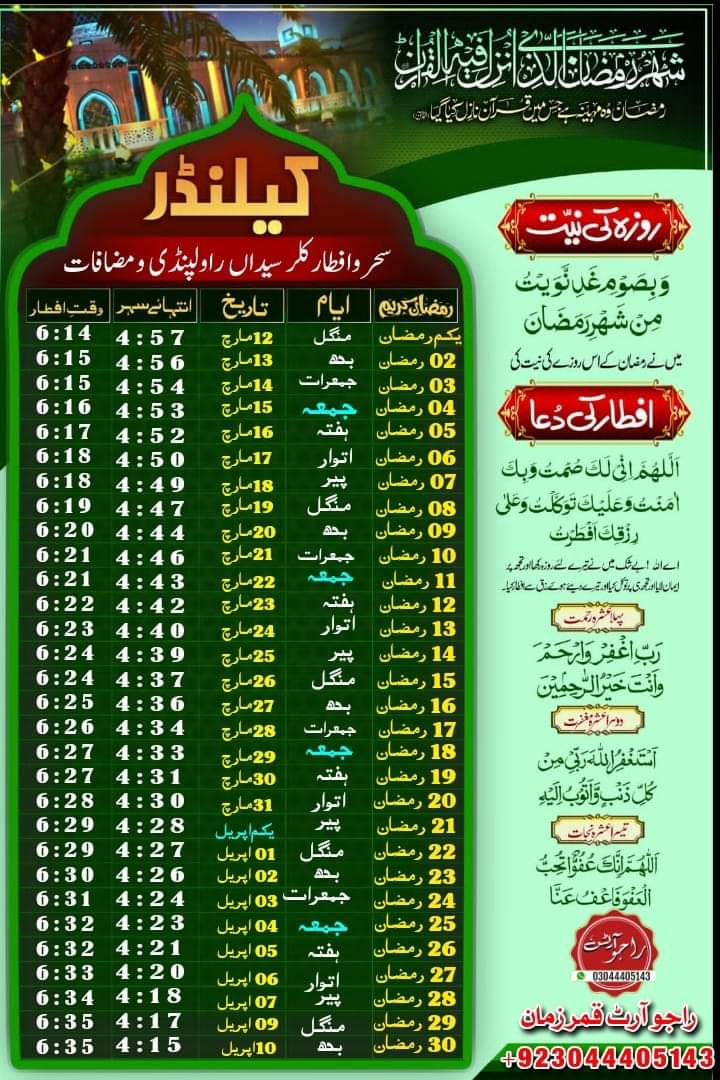 شَهْرُ رَمَضَانَ الَّذِي أُنْزِلَ فِيهِ الْقُرْآنُ
رمضان وہ مہینہ ہے جس میں قرآن نازل کیا گیا
کیلنڈر
سحر و افطار کلر سیداں راولپنڈی و مضافات
رمضان کریم ایام تاریخ انتہائے سہر وقت افطار
یکم رمضان منگل 12 مارچ 4:57 6:14
02 رمضان بدھ 13 مارچ 4:56 6:15
03 رمضان جمعرات 14 مارچ 4:54 6:15
04 رمضان جمعہ 15 مارچ 4:53 6:16
05 رمضان ہفتہ 16 مارچ 4:52 6:17
06 رمضان اتوار 17 مارچ 4:50 6:18
07 رمضان پیر 18 مارچ 4:49 6:18
08 رمضان منگل 19 مارچ 4:47 6:19
09 رمضان بدھ 20 مارچ 4:44 6:20
10 رمضان جمعرات 21 مارچ 4:46 6:21
11 رمضان جمعہ 22 مارچ 4:43 6:21
12 رمضان ہفتہ 23 مارچ 4:42 6:22
13 رمضان اتوار 24 مارچ 4:40 6:23
14 رمضان پیر 25 مارچ 4:39 6:24
15 رمضان منگل 26 مارچ 4:37 6:24
16 رمضان بدھ 27 مارچ 4:36 6:25
17 رمضان جمعرات 28 مارچ 4:34 6:26
18 رمضان جمعہ 29 مارچ 4:33 6:27
19 رمضان ہفتہ 30 مارچ 4:31 6:27
20 رمضان اتوار 31 مارچ 4:30 6:28
21 رمضان پیر یکم اپریل 4:28 6:29
22 رمضان منگل 01 اپریل 4:27 6:29
23 رمضان بدھ 02 اپریل 4:26 6:30
24 رمضان جمعرات 03 اپریل 4:24 6:31
25 رمضان جمعہ 04 اپریل 4:23 6:32
26 رمضان ہفتہ 05 اپریل 4:21 6:32
27 رمضان اتوار 06 اپریل 4:20 6:33
28 رمضان پیر 07 اپریل 4:18 6:34
29 رمضان منگل 09 اپریل 4:17 6:35
30 رمضان بدھ 10 اپریل 4:15 6:35
روزہ کی نیت
وَبِصَوْمِ غَدٍ نَّوَيْتُ
مِنْ شَهْرِ رَمَضَانَ
میں نے رمضان کے اس روزے کی نیت کی
افطار کی دُعا
اَللّٰهُمَّ اِنِّی لَكَ صُمْتُ وَبِكَ
اٰمَنْتُ وَعَلَيْكَ تَوَكَّلْتُ وَعَلٰی
رِزْقِكَ اَفْطَرْتُ
اے اللہ! بے شک میں نے تیرے لئے روزہ رکھا اور تجھ پر
ایمان لایا اور تجھ ہی پر توکل کیا اور تیرے دیئے ہوئے رزق سے افطار کیا۔
پہلا عشرہ رحمت
رَبِّ اغْفِرْ وَارْحَمْ
وَاَنْتَ خَيْرُ الرّٰحِمِيْنَ
دوسرا عشرہ مغفرت
اَسْتَغْفِرُ اللهَ رَبِّیْ مِنْ
كُلِّ ذَنْۢبٍ وَّاَتُوْبُ اِلَيْهِ
تیسرا عشرہ نجات
اَللّٰهُمَّ اِنَّكَ عَفُوٌّ تُحِبُّ
الْعَفْوَ فَاعْفُ عَنَّا
راجو آرٹ
03044405143
راجو آرٹ قمر زمان
+923044405143